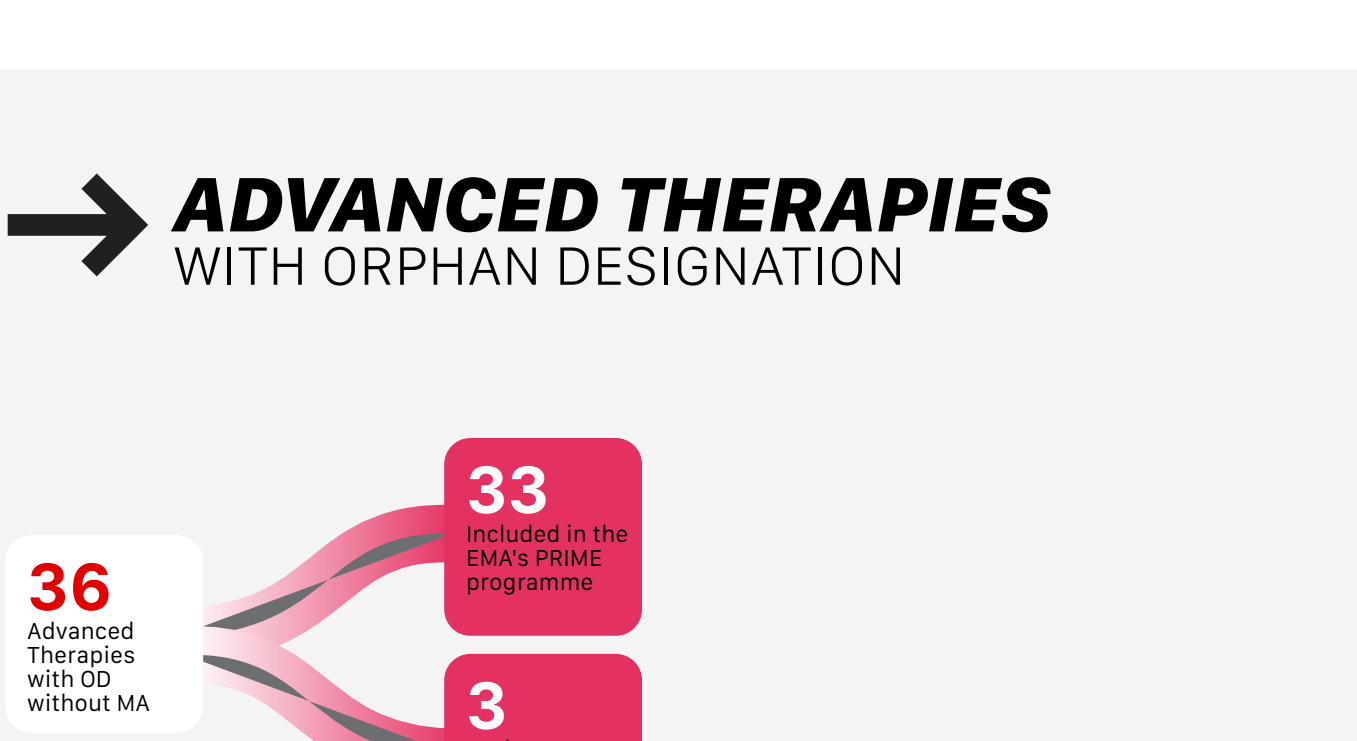 ADVANCED THERAPIES
WITH ORPHAN DESIGNATION
33
Included in the
EMA's PRIME
programme
36
Advanced
Therapies
with OD
without MA
3